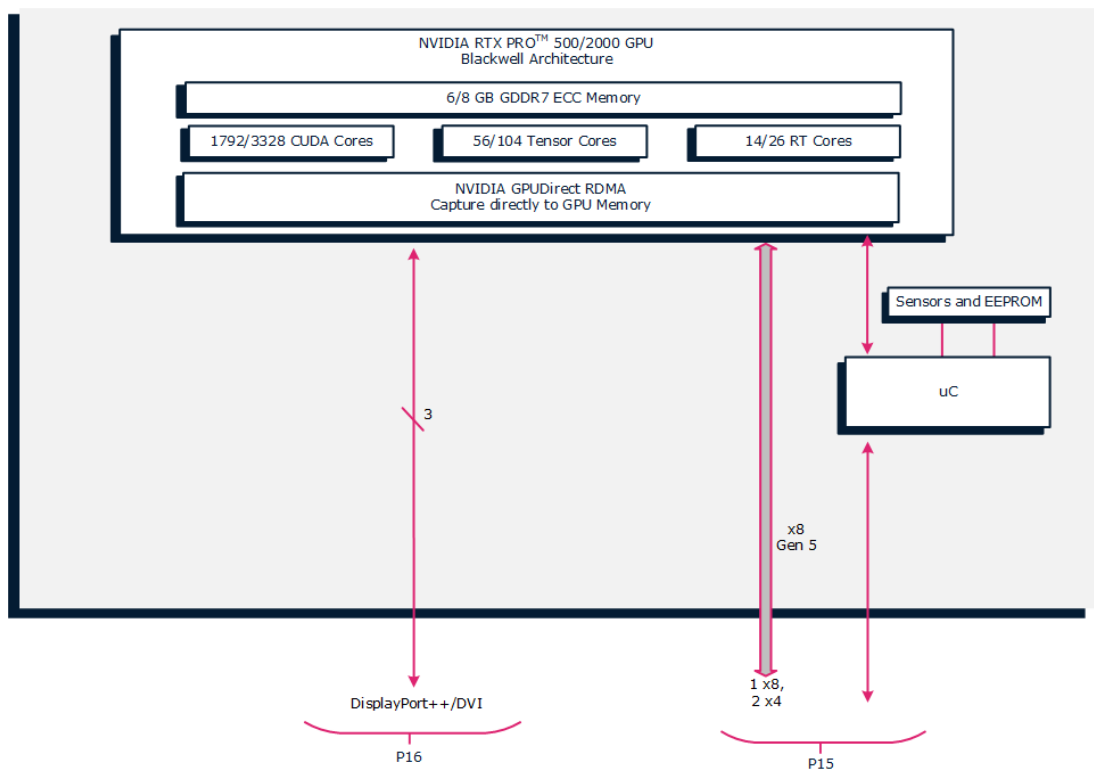 NVIDIA RTX PRO™ 500/2000 GPU
Blackwell Architecture
6/8 GB GDDR7 ECC Memory
1792/3328 CUDA Cores
56/104 Tensor Cores
14/26 RT Cores
NVIDIA GPUDirect RDMA
Capture directly to GPU Memory
Sensors and EEPROM
uC
3
x8
Gen 5
DisplayPort++/DVI
1 x8,
2 x4
P16
P15